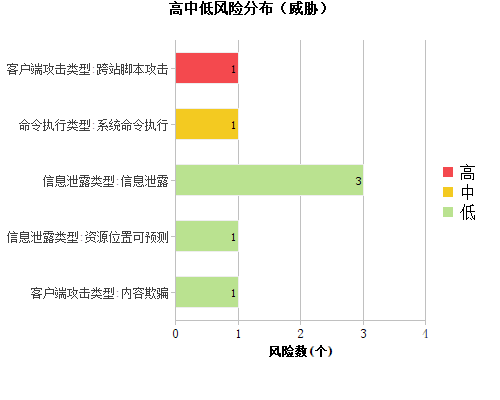 高中低风险分布（威胁）
客户端攻击类型:跨站脚本攻击
1
命令执行类型:系统命令执行
1
信息泄露类型:信息泄露
3
信息泄露类型:资源位置可预测
1
客户端攻击类型:内容欺骗
1
0 1 2 3 4
风险数(个)
高
中
低